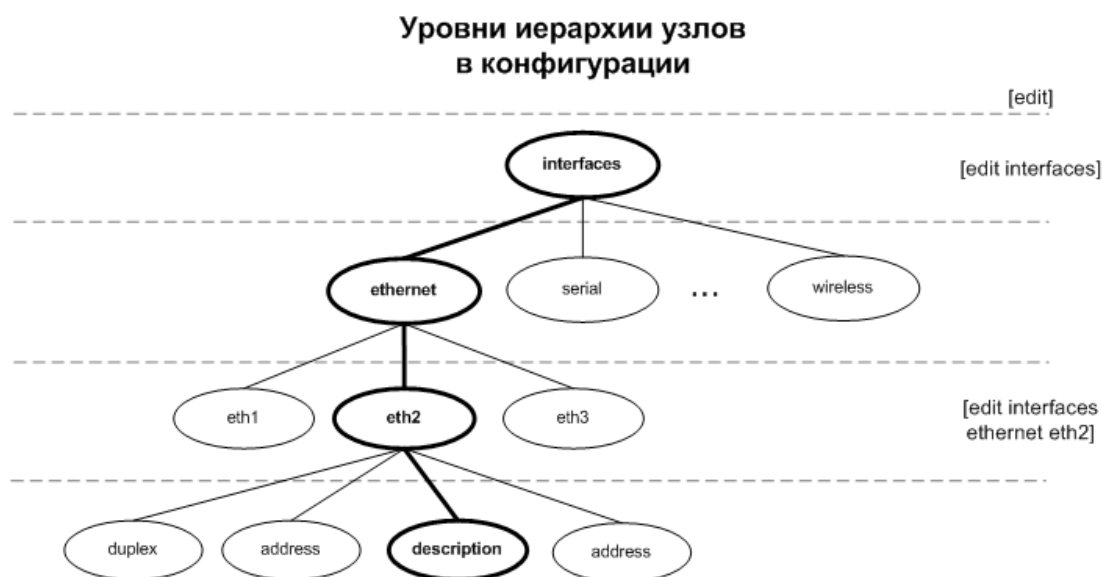 Уровни иерархии узлов
в конфигурации
[edit]
interfaces
[edit interfaces]
ethernet
serial
...
wireless
eth1
eth2
eth3
[edit interfaces
ethernet eth2]
duplex
address
description
address